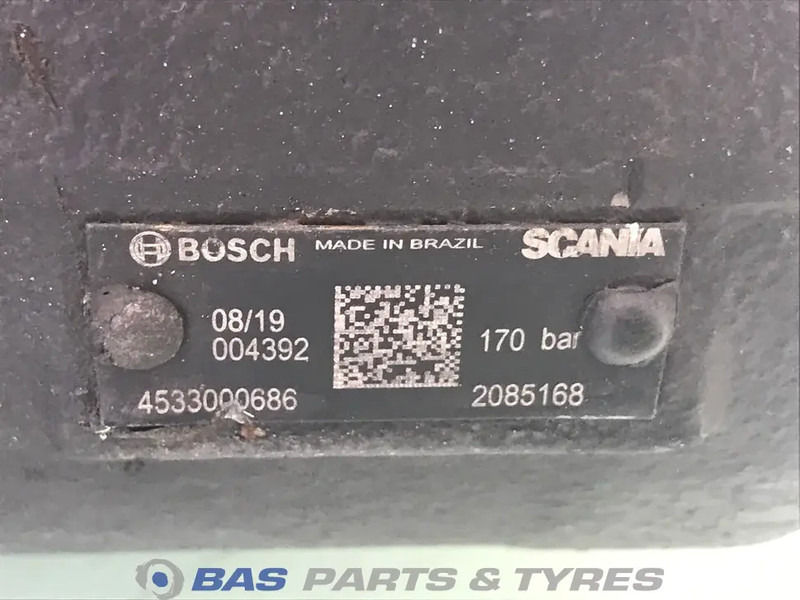 BOSCH MADE IN BRAZIL SCANIA
08/19
004392 170 bar
4533000686 2085168
BAS PARTS & TYRES